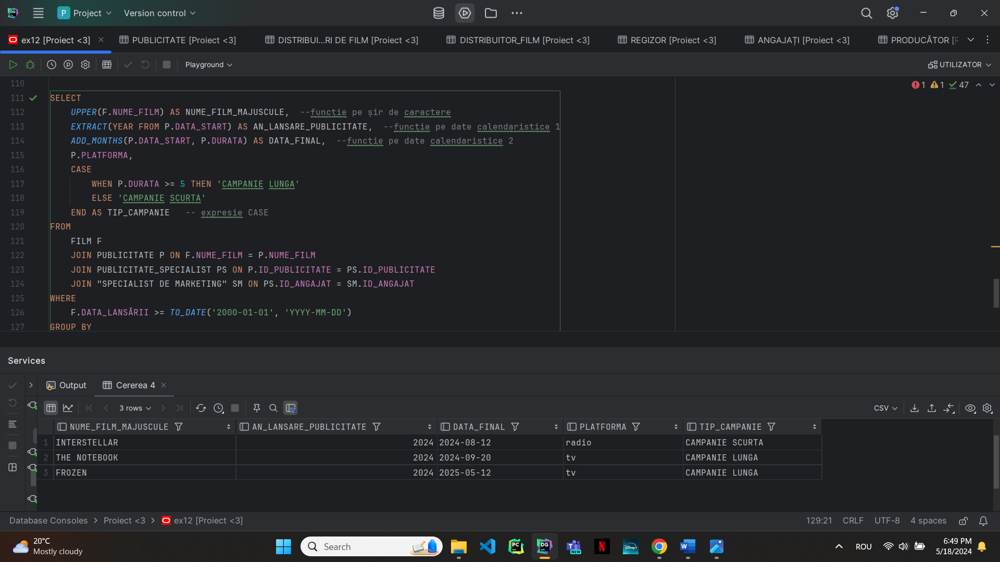 P Project Version control
ex12 [Proiect <3] PUBLICITATE [Proiect <3] DISTRIBUI...RI DE FILM [Proiect <3] DISTRIBUITOR_FILM [Proiect <3] REGIZOR [Proiect <3] ANGAJAȚI [Proiect <3] PRODUCĂTOR [
Playground UTILIZATOR
1 1 47
110
111 SELECT
112 UPPER(F.NUME_FILM) AS NUME_FILM_MAJUSCULE, --functie pe șir de caractere
113 EXTRACT(YEAR FROM P.DATA_START) AS AN_LANSARE_PUBLICITATE, --functie pe date calendaristice 1
114 ADD_MONTHS(P.DATA_START, P.DURATA) AS DATA_FINAL, --functie pe date calendaristice 2
115 P.PLATFORMA,
116 CASE
117 WHEN P.DURATA >= 5 THEN 'CAMPANIE LUNGA'
118 ELSE 'CAMPANIE SCURTA'
119 END AS TIP_CAMPANIE -- expresie CASE
120 FROM
121 FILM F
122 JOIN PUBLICITATE P ON F.NUME_FILM = P.NUME_FILM
123 JOIN PUBLICITATE_SPECIALIST PS ON P.ID_PUBLICITATE = PS.ID_PUBLICITATE
124 JOIN "SPECIALIST DE MARKETING" SM ON PS.ID_ANGAJAT = SM.ID_ANGAJAT
125 WHERE
126 F.DATA_LANSĂRII >= TO_DATE('2000-01-01', 'YYYY-MM-DD')
127 GROUP BY
Services
Output Cererea 4
3 rows CSV
NUME_FILM_MAJUSCULE AN_LANSARE_PUBLICITATE DATA_FINAL PLATFORMA TIP_CAMPANIE
1 INTERSTELLAR 2024 2024-08-12 radio CAMPANIE SCURTA
2 THE NOTEBOOK 2024 2024-09-20 tv CAMPANIE LUNGA
3 FROZEN 2024 2025-05-12 tv CAMPANIE LUNGA
Database Consoles > Proiect <3 > ex12 [Proiect <3] 129:21 CRLF UTF-8 4 spaces
20°C
Mostly cloudy
Search
ROU
6:49 PM
5/18/2024